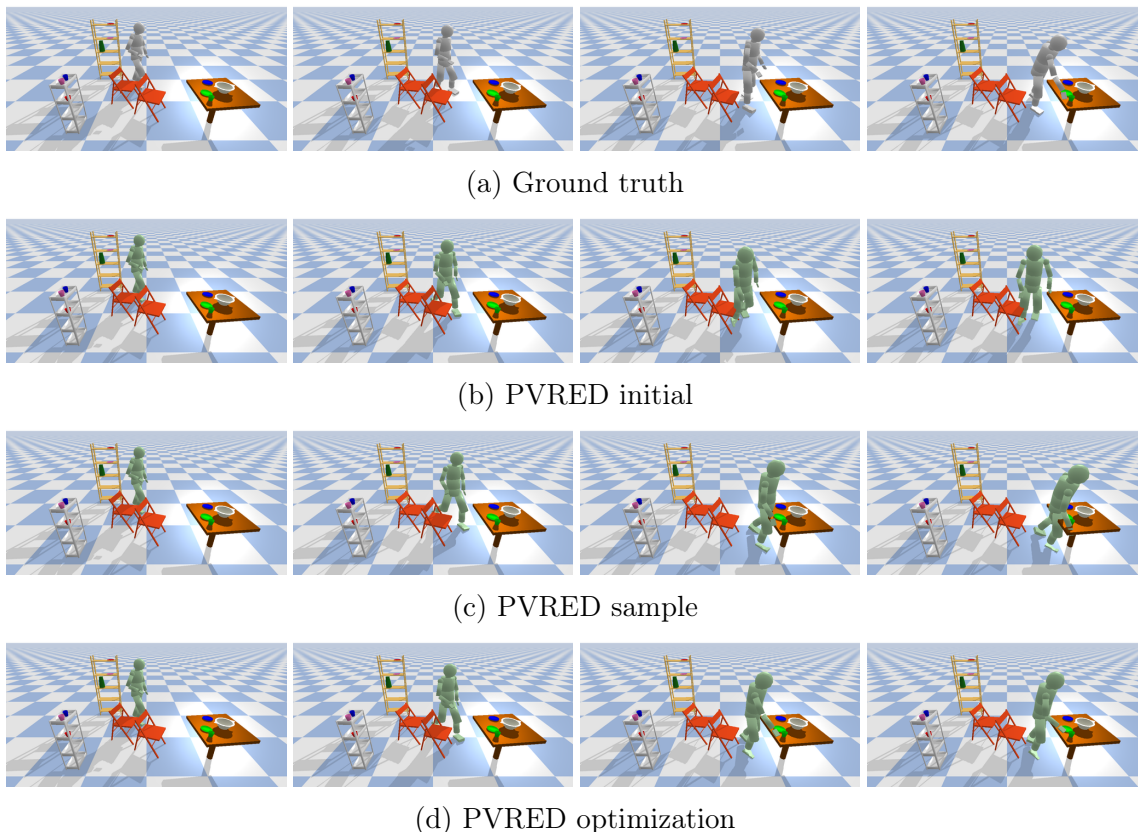 (a) Ground truth
(b) PVRED initial
(c) PVRED sample
(d) PVRED optimization